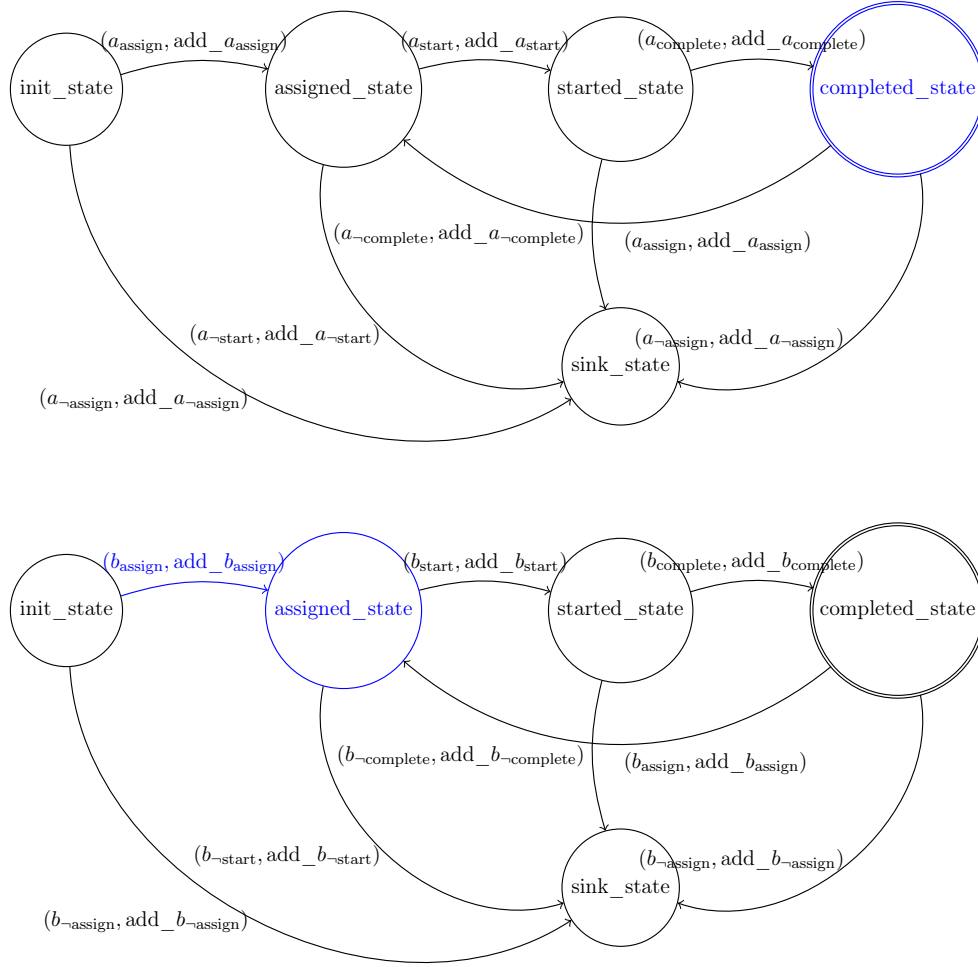 (a_assign, add_a_assign)
(a_start, add_a_start)
(a_complete, add_a_complete)
init_state
assigned_state
started_state
completed_state
(a_¬complete, add_a_¬complete)
(a_assign, add_a_assign)
(a_¬start, add_a_¬start)
(a_¬assign, add_a_¬assign)
sink_state
(a_¬assign, add_a_¬assign)
(b_assign, add_b_assign)
(b_start, add_b_start)
(b_complete, add_b_complete)
init_state
assigned_state
started_state
completed_state
(b_¬complete, add_b_¬complete)
(b_assign, add_b_assign)
(b_¬start, add_b_¬start)
(b_¬assign, add_b_¬assign)
sink_state
(b_¬assign, add_b_¬assign)